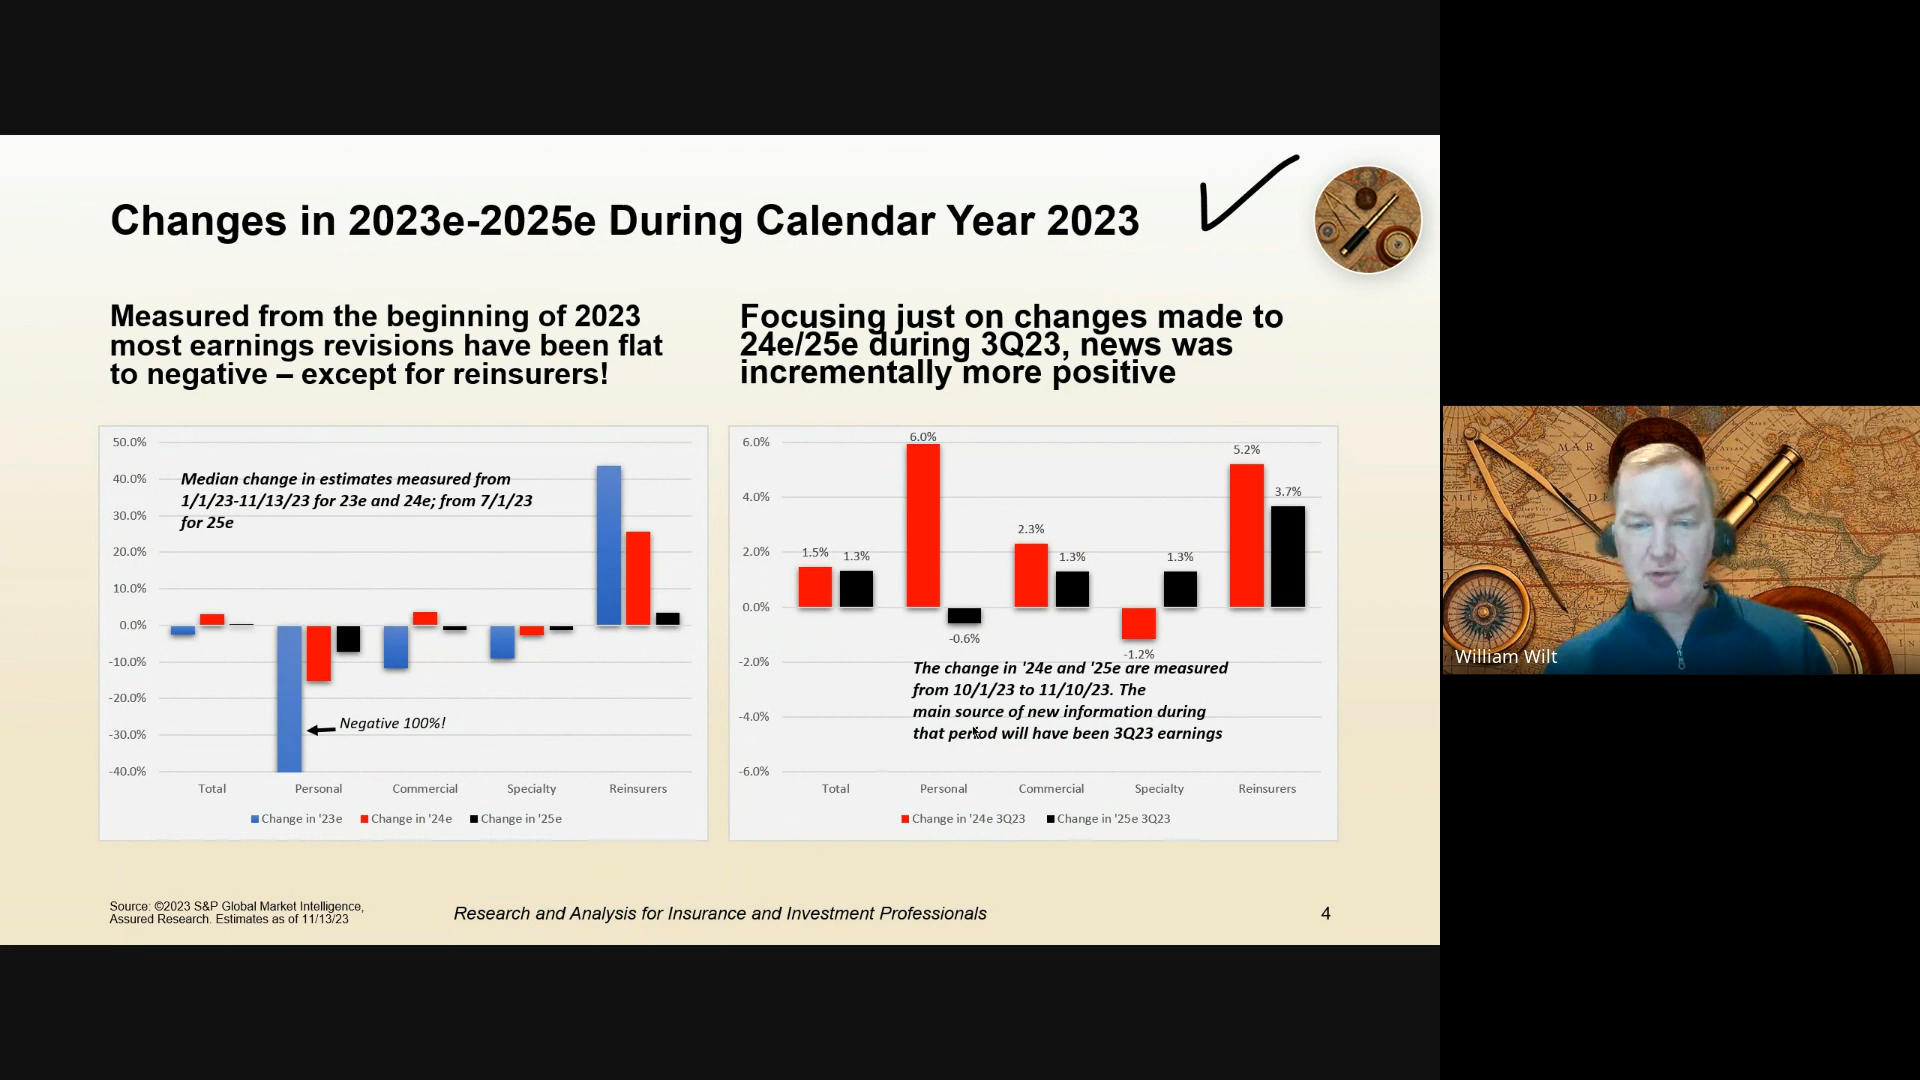 Changes in 2023e-2025e During Calendar Year 2023
Measured from the beginning of 2023
most earnings revisions have been flat
to negative – except for reinsurers!
50.0%
40.0%
30.0%
20.0%
10.0%
0.0%
-10.0%
-20.0%
-30.0%
-40.0%
Median change in estimates measured from
1/1/23-11/13/23 for 23e and 24e; from 7/1/23
for 25e
Negative 100%!
Total Personal Commercial Specialty Reinsurers
Change in '23e Change in '24e Change in '25e
Focusing just on changes made to
24e/25e during 3Q23, news was
incrementally more positive
6.0%
4.0%
2.0%
0.0%
-2.0%
-4.0%
-6.0%
1.5% 1.3% 6.0% -0.6% 2.3% 1.3% -1.2% 1.3% 5.2% 3.7%
The change in '24e and '25e are measured
from 10/1/23 to 11/10/23. The
main source of new information during
that period will have been 3Q23 earnings
Total Personal Commercial Specialty Reinsurers
Change in '24e 3Q23 Change in '25e 3Q23
Source: ©2023 S&P Global Market Intelligence,
Assured Research. Estimates as of 11/13/23
Research and Analysis for Insurance and Investment Professionals
4
William Wilt